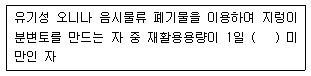 유기성 오니나 음식물류 폐기물을 이용하여 지렁이
분변토를 만드는 자 중 재활용용량이 1일 (    ) 미
만인 자